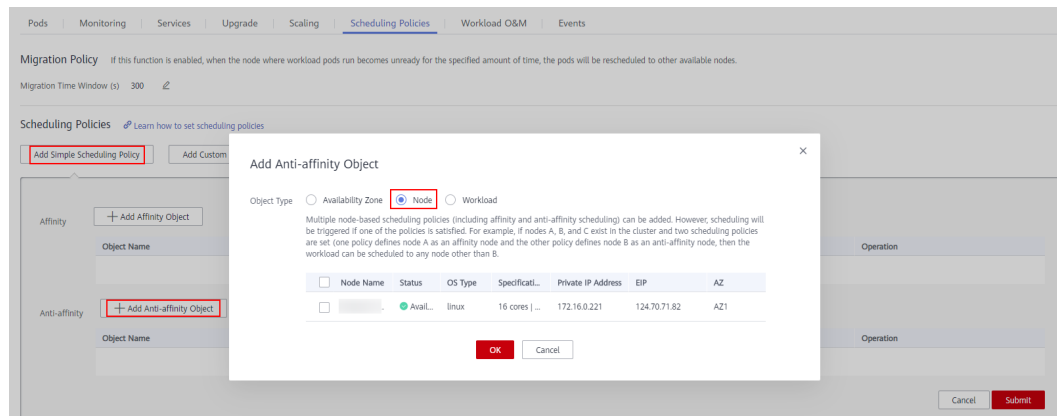 Pods Monitoring Services Upgrade Scaling Scheduling Policies Workload O&M Events
Migration Policy If this function is enabled, when the node where workload pods run becomes unready for the specified amount of time, the pods will be rescheduled to other available nodes.
Migration Time Window (s) 300
Scheduling Policies Learn how to set scheduling policies
Add Simple Scheduling Policy Add Custom
Add Anti-affinity Object
Object Type Availability Zone Node Workload
Multiple node-based scheduling policies (including affinity and anti-affinity scheduling) can be added. However, scheduling will
be triggered if one of the policies is satisfied. For example, if nodes A, B, and C exist in the cluster and two scheduling policies
are set (one policy defines node A as an affinity node and the other policy defines node B as an anti-affinity node, then the
workload can be scheduled to any node other than B.
Node Name Status OS Type Specificati... Private IP Address EIP AZ
Avail... linux 16 cores | ... 172.16.0.221 124.70.71.82 AZ1
OK Cancel
Affinity + Add Affinity Object
Object Name Operation
Anti-affinity + Add Anti-affinity Object
Object Name Operation
Cancel Submit